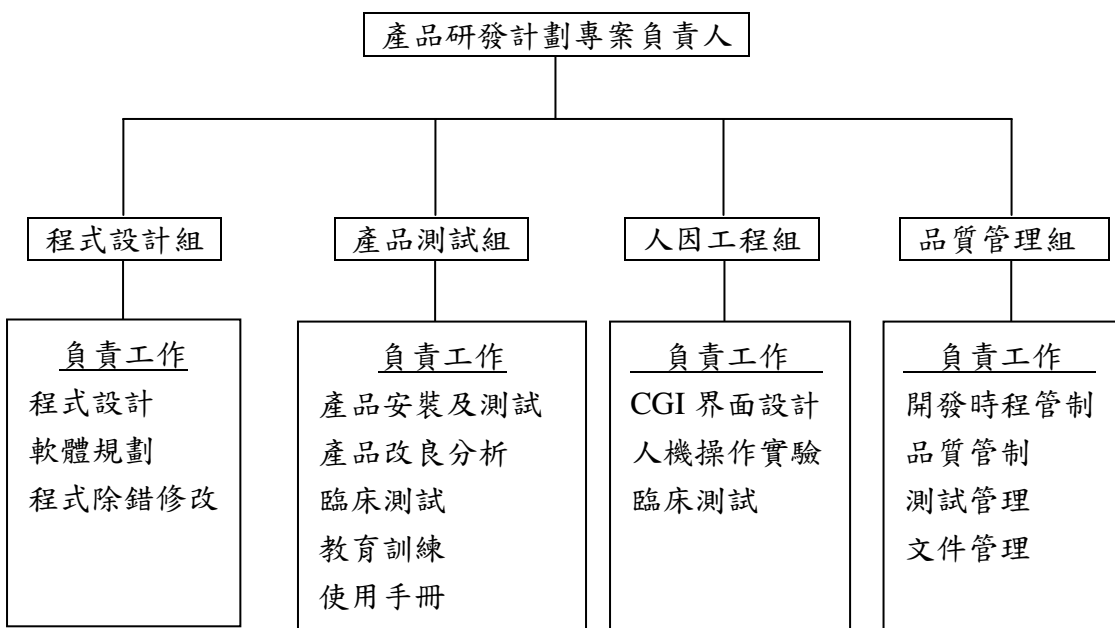 產品研發計劃專案負責人
程式設計組
產品測試組
人因工程組
品質管理組
負責工作
程式設計
軟體規劃
程式除錯修改
負責工作
產品安裝及測試
產品改良分析
臨床測試
教育訓練
使用手冊
負責工作
CGI 界面設計
人機操作實驗
臨床測試
負責工作
開發時程管制
品質管制
測試管理
文件管理